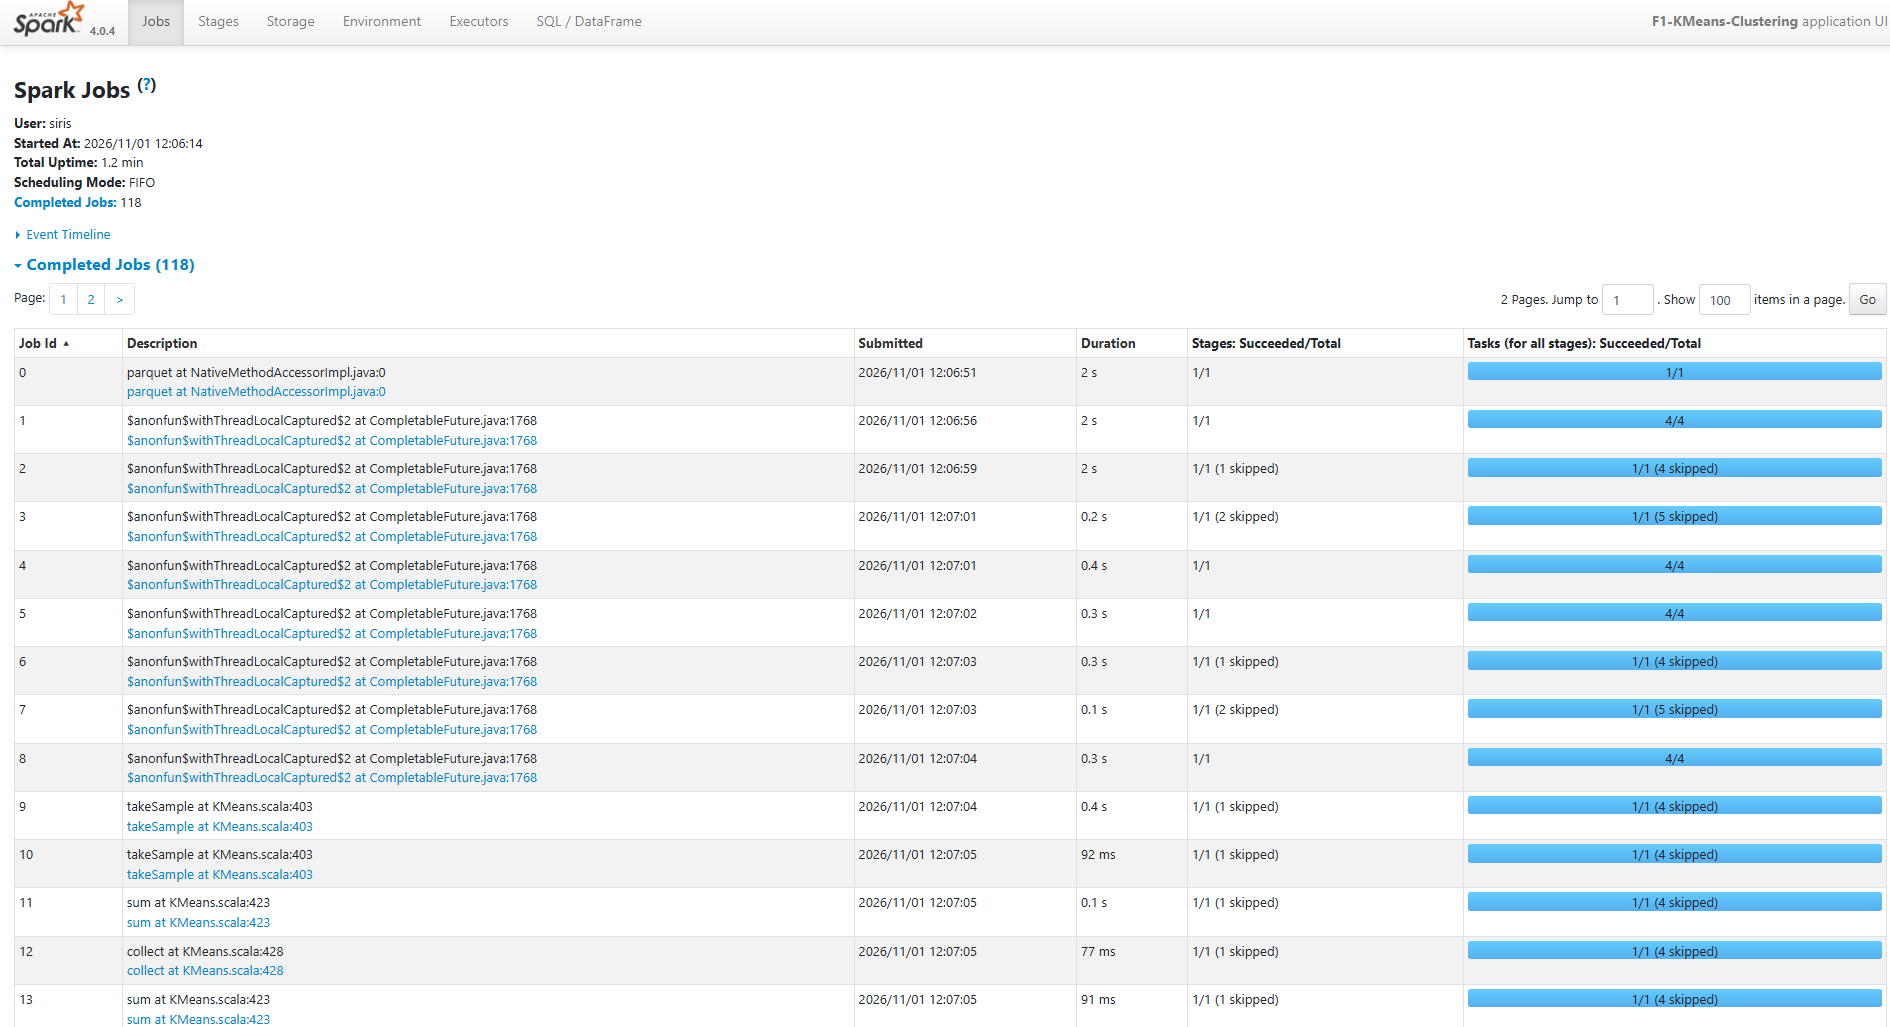 APACHE Spark 4.0.4 Jobs Stages Storage Environment Executors SQL / DataFrame F1-KMeans-Clustering application UI
Spark Jobs (?)
User: siris
Started At: 2026/11/01 12:06:14
Total Uptime: 1.2 min
Scheduling Mode: FIFO
Completed Jobs: 118
Event Timeline
Completed Jobs (118)
Page: 1 2 > 2 Pages. Jump to 1 . Show 100 items in a page. Go
Job Id Description Submitted Duration Stages: Succeeded/Total Tasks (for all stages): Succeeded/Total
0 parquet at NativeMethodAccessorImpl.java:0 2026/11/01 12:06:51 2 s 1/1 1/1
parquet at NativeMethodAccessorImpl.java:0
1 $anonfun$withThreadLocalCaptured$2 at CompletableFuture.java:1768 2026/11/01 12:06:56 2 s 1/1 4/4
$anonfun$withThreadLocalCaptured$2 at CompletableFuture.java:1768
2 $anonfun$withThreadLocalCaptured$2 at CompletableFuture.java:1768 2026/11/01 12:06:59 2 s 1/1 (1 skipped) 1/1 (4 skipped)
$anonfun$withThreadLocalCaptured$2 at CompletableFuture.java:1768
3 $anonfun$withThreadLocalCaptured$2 at CompletableFuture.java:1768 2026/11/01 12:07:01 0.2 s 1/1 (2 skipped) 1/1 (5 skipped)
$anonfun$withThreadLocalCaptured$2 at CompletableFuture.java:1768
4 $anonfun$withThreadLocalCaptured$2 at CompletableFuture.java:1768 2026/11/01 12:07:01 0.4 s 1/1 4/4
$anonfun$withThreadLocalCaptured$2 at CompletableFuture.java:1768
5 $anonfun$withThreadLocalCaptured$2 at CompletableFuture.java:1768 2026/11/01 12:07:02 0.3 s 1/1 4/4
$anonfun$withThreadLocalCaptured$2 at CompletableFuture.java:1768
6 $anonfun$withThreadLocalCaptured$2 at CompletableFuture.java:1768 2026/11/01 12:07:03 0.3 s 1/1 (1 skipped) 1/1 (4 skipped)
$anonfun$withThreadLocalCaptured$2 at CompletableFuture.java:1768
7 $anonfun$withThreadLocalCaptured$2 at CompletableFuture.java:1768 2026/11/01 12:07:03 0.1 s 1/1 (2 skipped) 1/1 (5 skipped)
$anonfun$withThreadLocalCaptured$2 at CompletableFuture.java:1768
8 $anonfun$withThreadLocalCaptured$2 at CompletableFuture.java:1768 2026/11/01 12:07:04 0.3 s 1/1 4/4
$anonfun$withThreadLocalCaptured$2 at CompletableFuture.java:1768
9 takeSample at KMeans.scala:403 2026/11/01 12:07:04 0.4 s 1/1 (1 skipped) 1/1 (4 skipped)
takeSample at KMeans.scala:403
10 takeSample at KMeans.scala:403 2026/11/01 12:07:05 92 ms 1/1 (1 skipped) 1/1 (4 skipped)
takeSample at KMeans.scala:403
11 sum at KMeans.scala:423 2026/11/01 12:07:05 0.1 s 1/1 (1 skipped) 1/1 (4 skipped)
sum at KMeans.scala:423
12 collect at KMeans.scala:428 2026/11/01 12:07:05 77 ms 1/1 (1 skipped) 1/1 (4 skipped)
collect at KMeans.scala:428
13 sum at KMeans.scala:423 2026/11/01 12:07:05 91 ms 1/1 (1 skipped) 1/1 (4 skipped)
sum at KMeans.scala:423